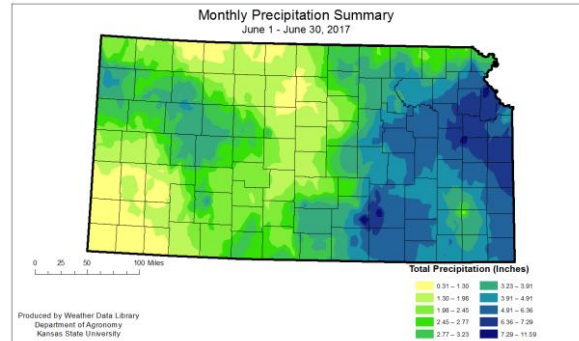 Monthly Precipitation Summary
June 1 - June 30, 2017
0 25 50 100 Miles
Total Precipitation (Inches)
0.31 – 1.30
1.30 – 1.98
1.98 – 2.45
2.45 – 2.77
2.77 – 3.23
3.23 – 3.91
3.91 – 4.91
4.91 – 6.36
6.36 – 7.29
7.29 – 11.59
Produced by Weather Data Library
Department of Agronomy
Kansas State University